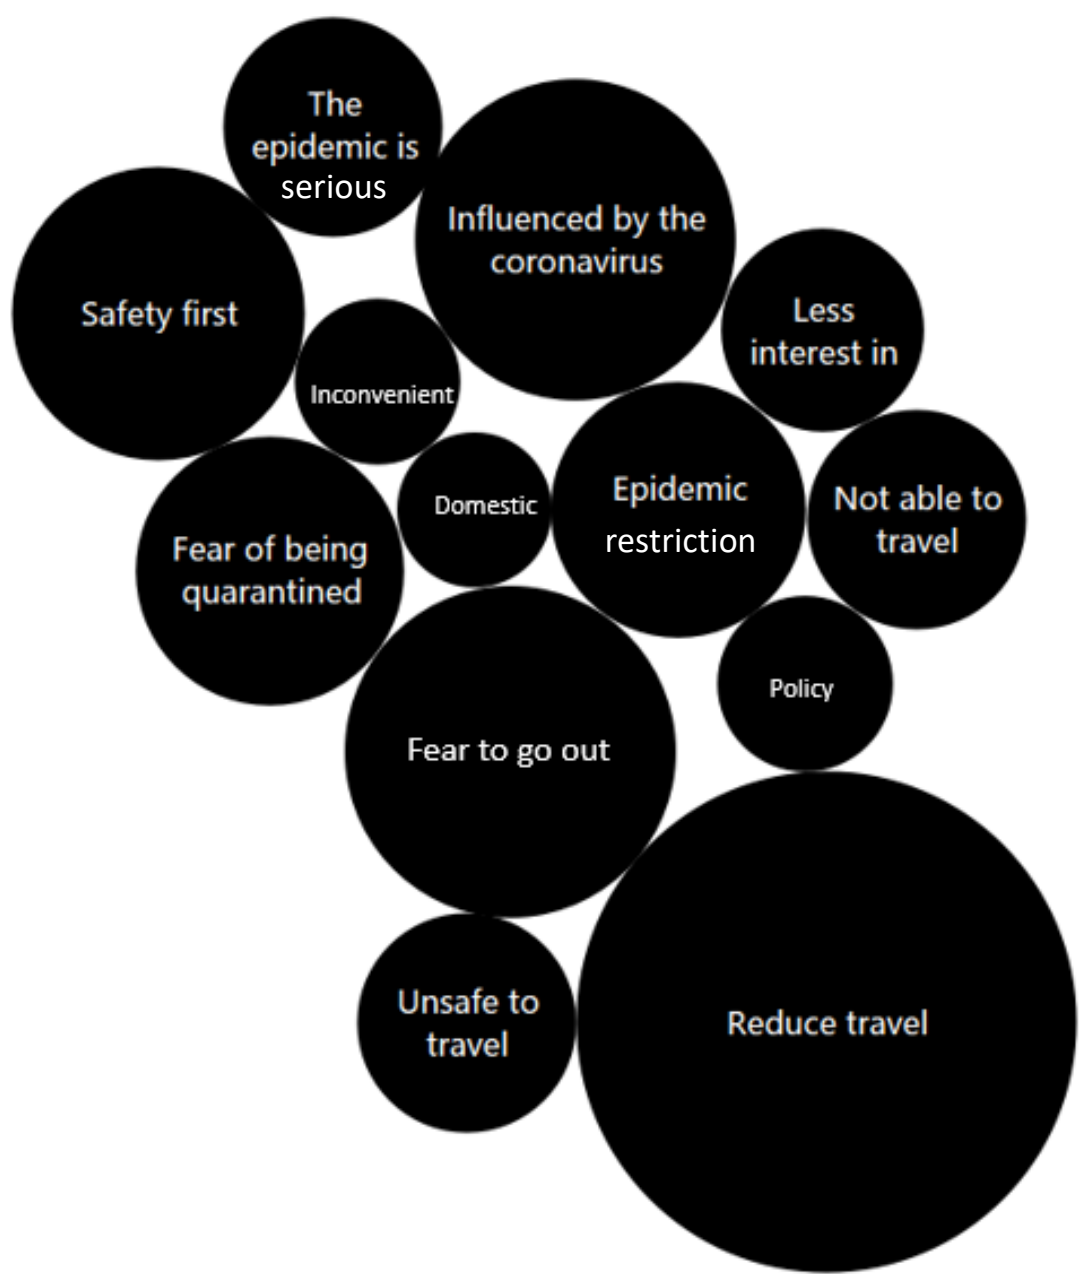 The
epidemic is
serious
Influenced by the
coronavirus
Safety first
Less
interest in
Inconvenient
Epidemic
restriction
Domestic
Not able to
travel
Fear of being
quarantined
Policy
Fear to go out
Unsafe to
travel
Reduce travel